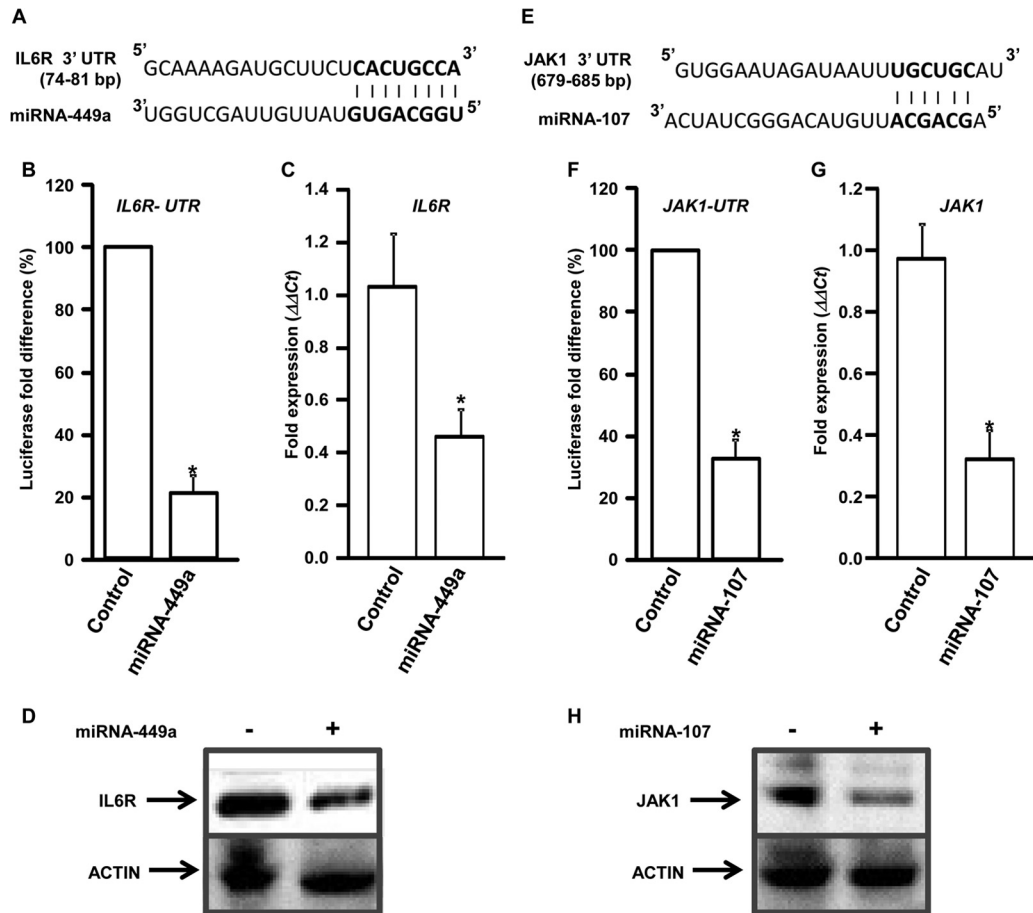 A
IL6R 3’ UTR
(74-81 bp)
5’ GCAAAAGAUGCUUCUCACUGCCA 3’
miRNA-449a
3’ UGGUCGAUUGUUAUGUGACGGU 5’
B
IL6R- UTR
Luciferase fold difference (%)
120
100
80
60
40
20
0
*
Control
miRNA-449a
C
IL6R
Fold expression (ΔΔCt)
1.4
1.2
1.0
0.8
0.6
0.4
0.2
0.0
*
Control
miRNA-449a
D
miRNA-449a - +
IL6R
ACTIN
E
JAK1 3’ UTR
(679-685 bp)
5’ GUGGAAUAGAUAAUUUGCUGCAU 3’
miRNA-107
3’ ACUAUCGGGACAUGUUACGACGA 5’
F
JAK1-UTR
Luciferase fold difference (%)
120
100
80
60
40
20
0
*
Control
miRNA-107
G
JAK1
Fold expression (ΔΔCt)
1.2
1.0
0.8
0.6
0.4
0.2
0.0
*
Control
miRNA-107
H
miRNA-107 - +
JAK1
ACTIN